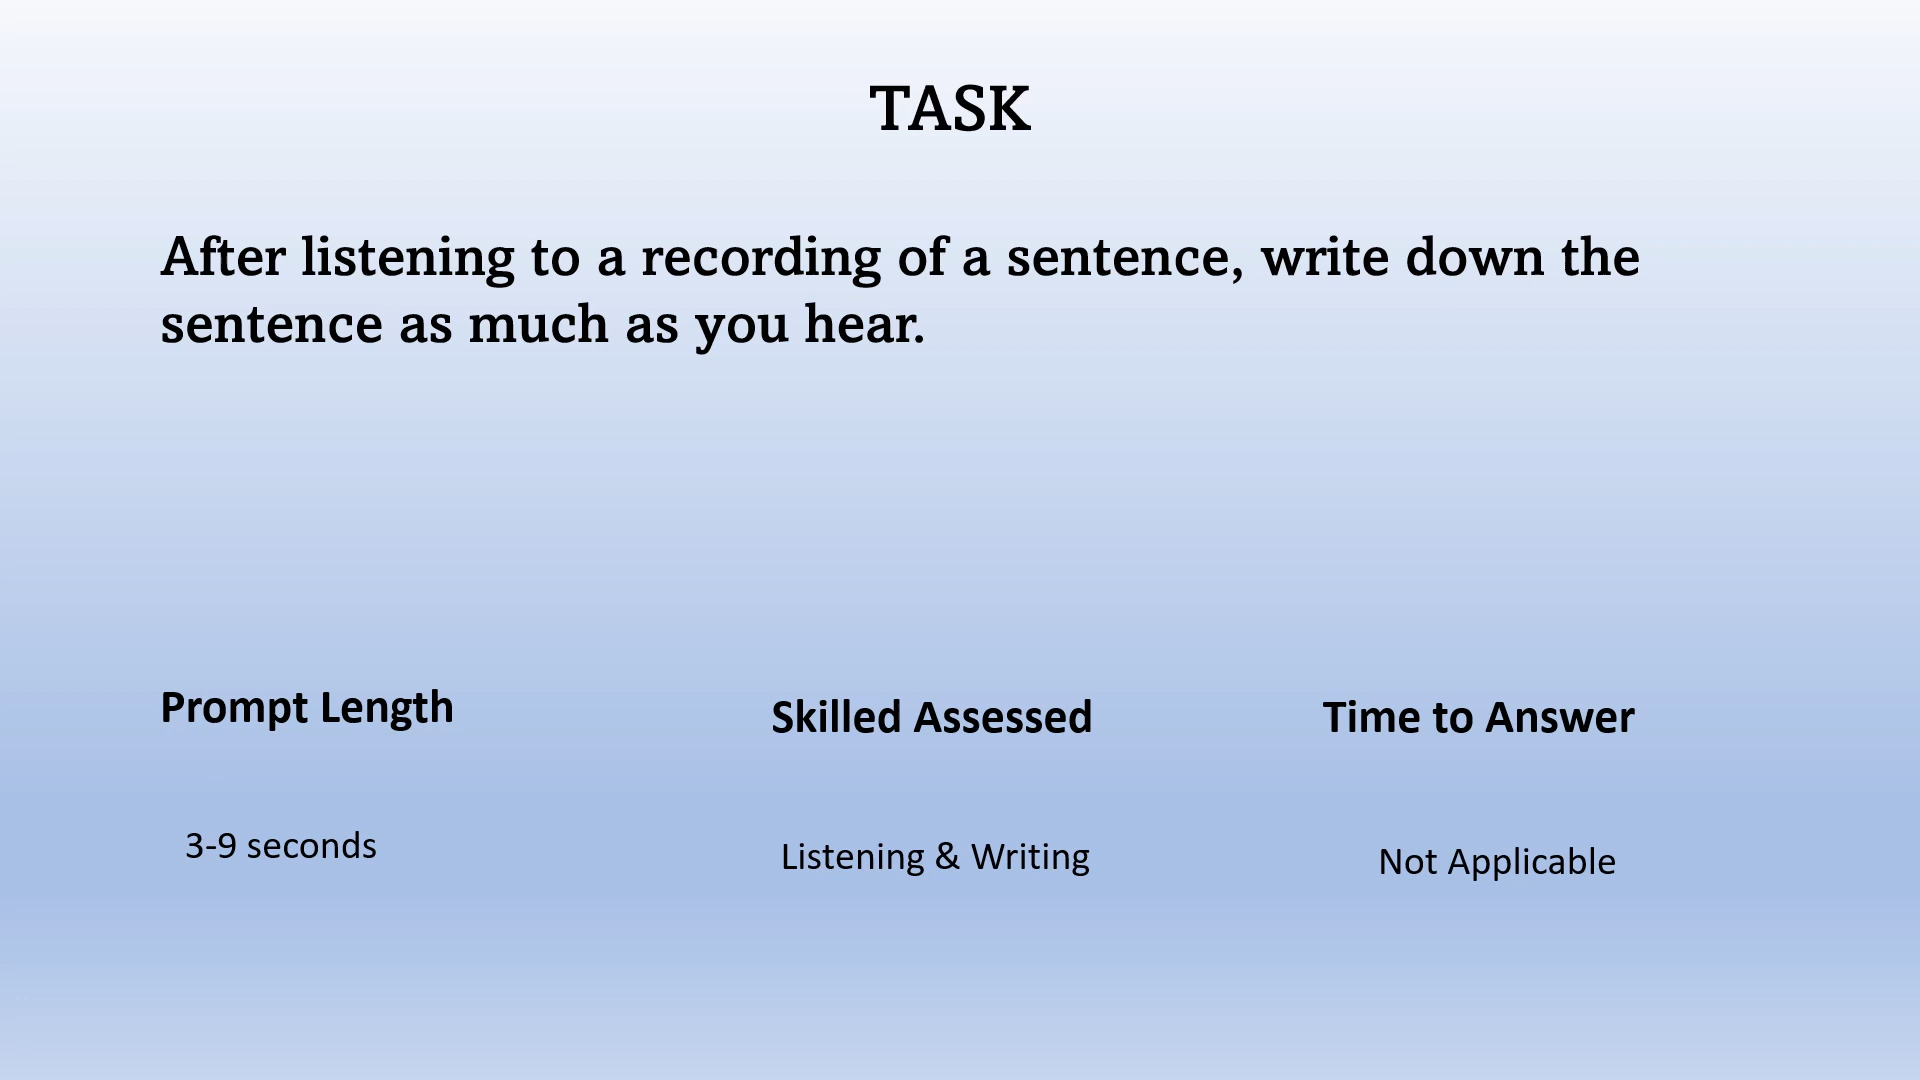 TASK
After listening to a recording of a sentence, write down the
sentence as much as you hear.
Prompt Length
Skilled Assessed
Time to Answer
3-9 seconds
Listening & Writing
Not Applicable